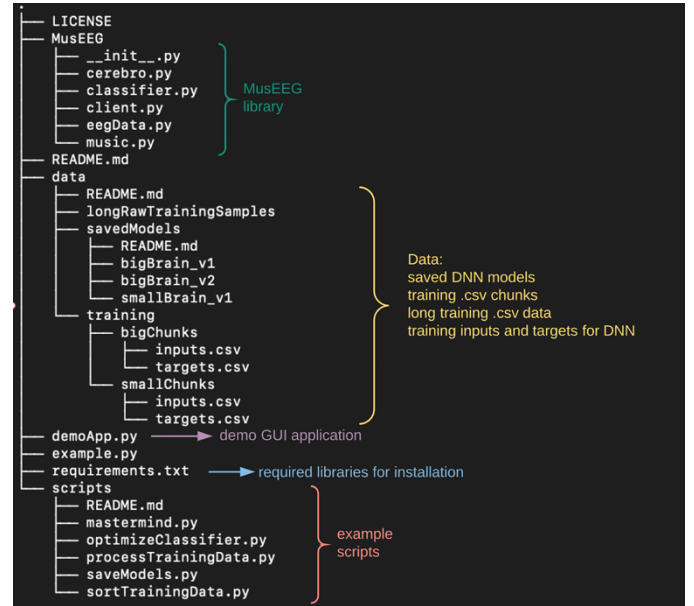 .
├── LICENSE
├── MusEEG
│   ├── __init__.py
│   ├── cerebro.py
│   ├── classifier.py
│   ├── client.py
│   ├── eegData.py
│   └── music.py
MusEEG
library
├── README.md
├── data
│   ├── README.md
│   ├── longRawTrainingSamples
│   ├── savedModels
│   │   ├── README.md
│   │   ├── bigBrain_v1
│   │   ├── bigBrain_v2
│   │   └── smallBrain_v1
│   └── training
│       ├── bigChunks
│       │   ├── inputs.csv
│       │   └── targets.csv
│       └── smallChunks
│           ├── inputs.csv
│           └── targets.csv
Data:
saved DNN models
training .csv chunks
long training .csv data
training inputs and targets for DNN
├── demoApp.py demo GUI application
├── example.py
├── requirements.txt required libraries for installation
└── scripts
    ├── README.md
    ├── mastermind.py
    ├── optimizeClassifier.py
    ├── processTrainingData.py
    ├── saveModels.py
    └── sortTrainingData.py
example
scripts